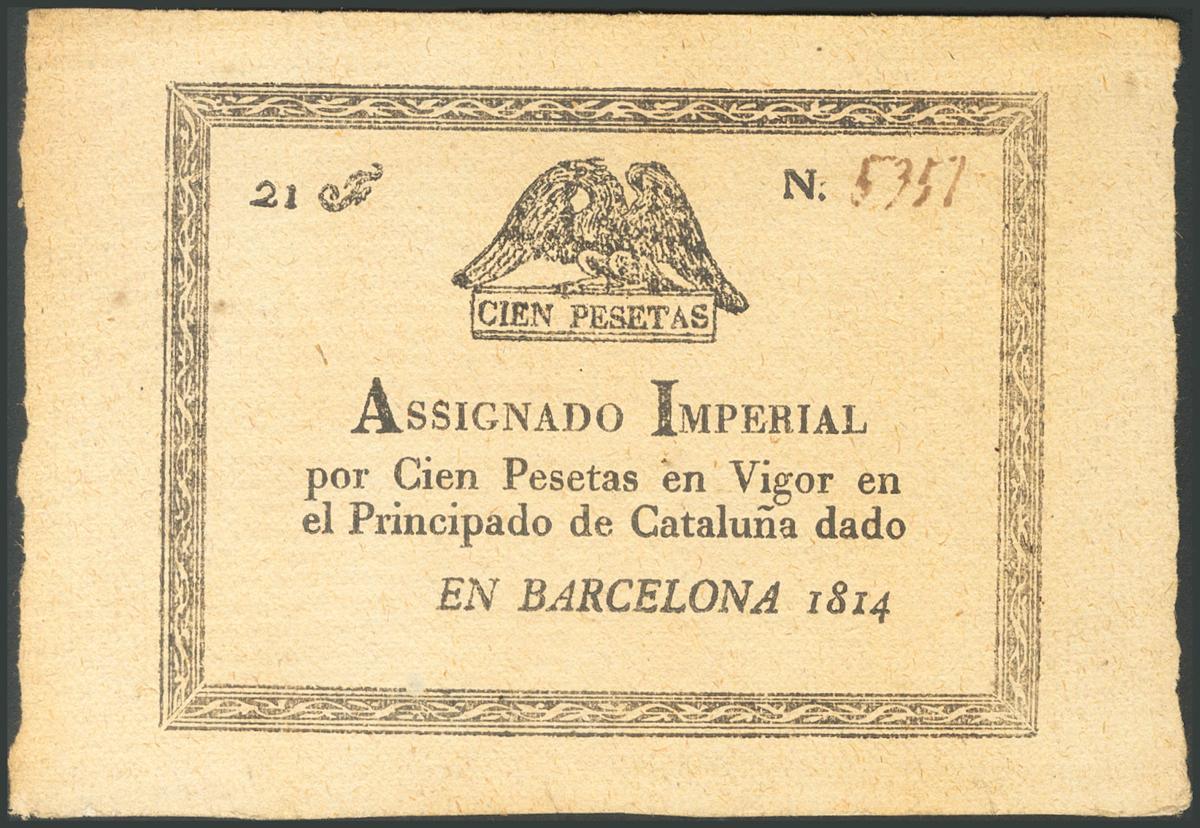 21 N: 5351
CIEN PESETAS
ASSIGNADO IMPERIAL
por Cien Pesetas en Vigor en
el Principado de Cataluña dado
EN BARCELONA 1814